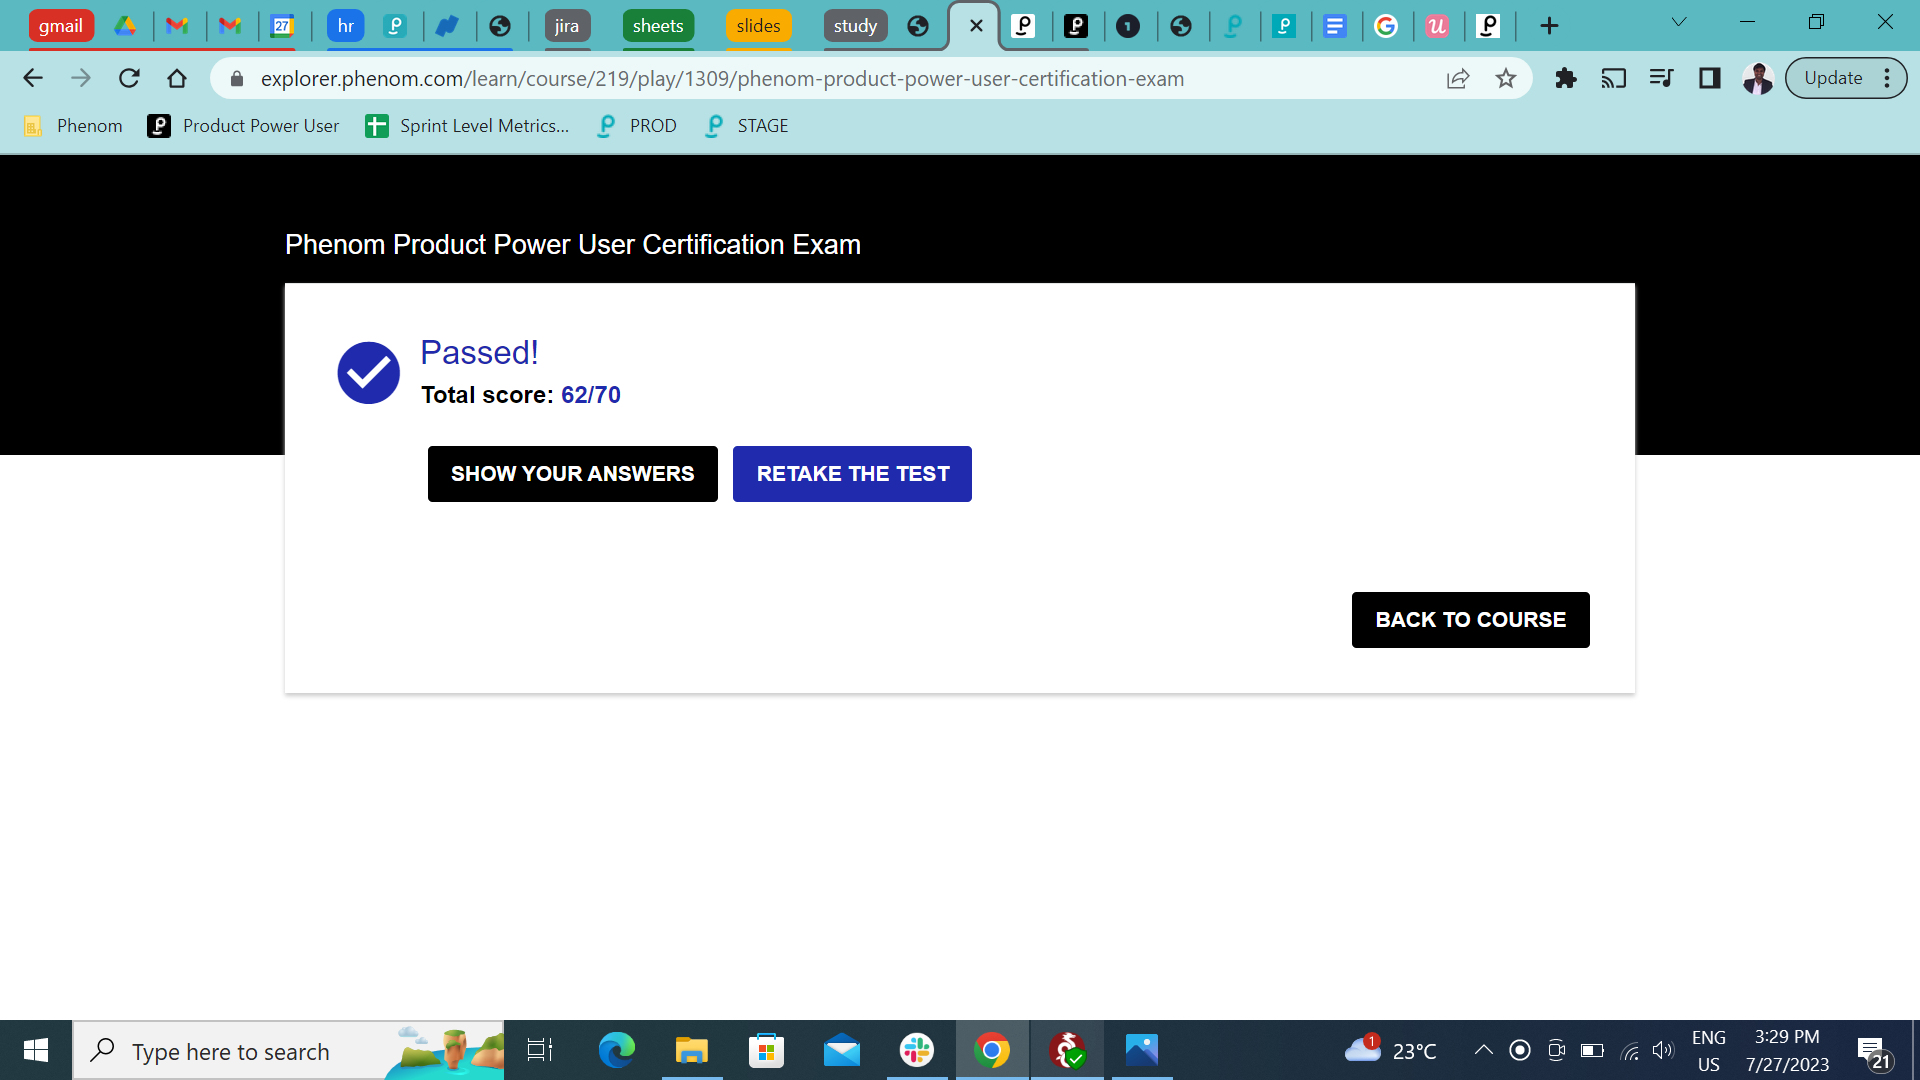 gmail
27
hr
jira
sheets
slides
study
explorer.phenom.com/learn/course/219/play/1309/phenom-product-power-user-certification-exam
Update
Phenom
Product Power User
Sprint Level Metrics...
PROD
STAGE
Phenom Product Power User Certification Exam
Passed!
Total score: 62/70
SHOW YOUR ANSWERS
RETAKE THE TEST
BACK TO COURSE
Type here to search
1
23°C
ENG
US
3:29 PM
7/27/2023
21